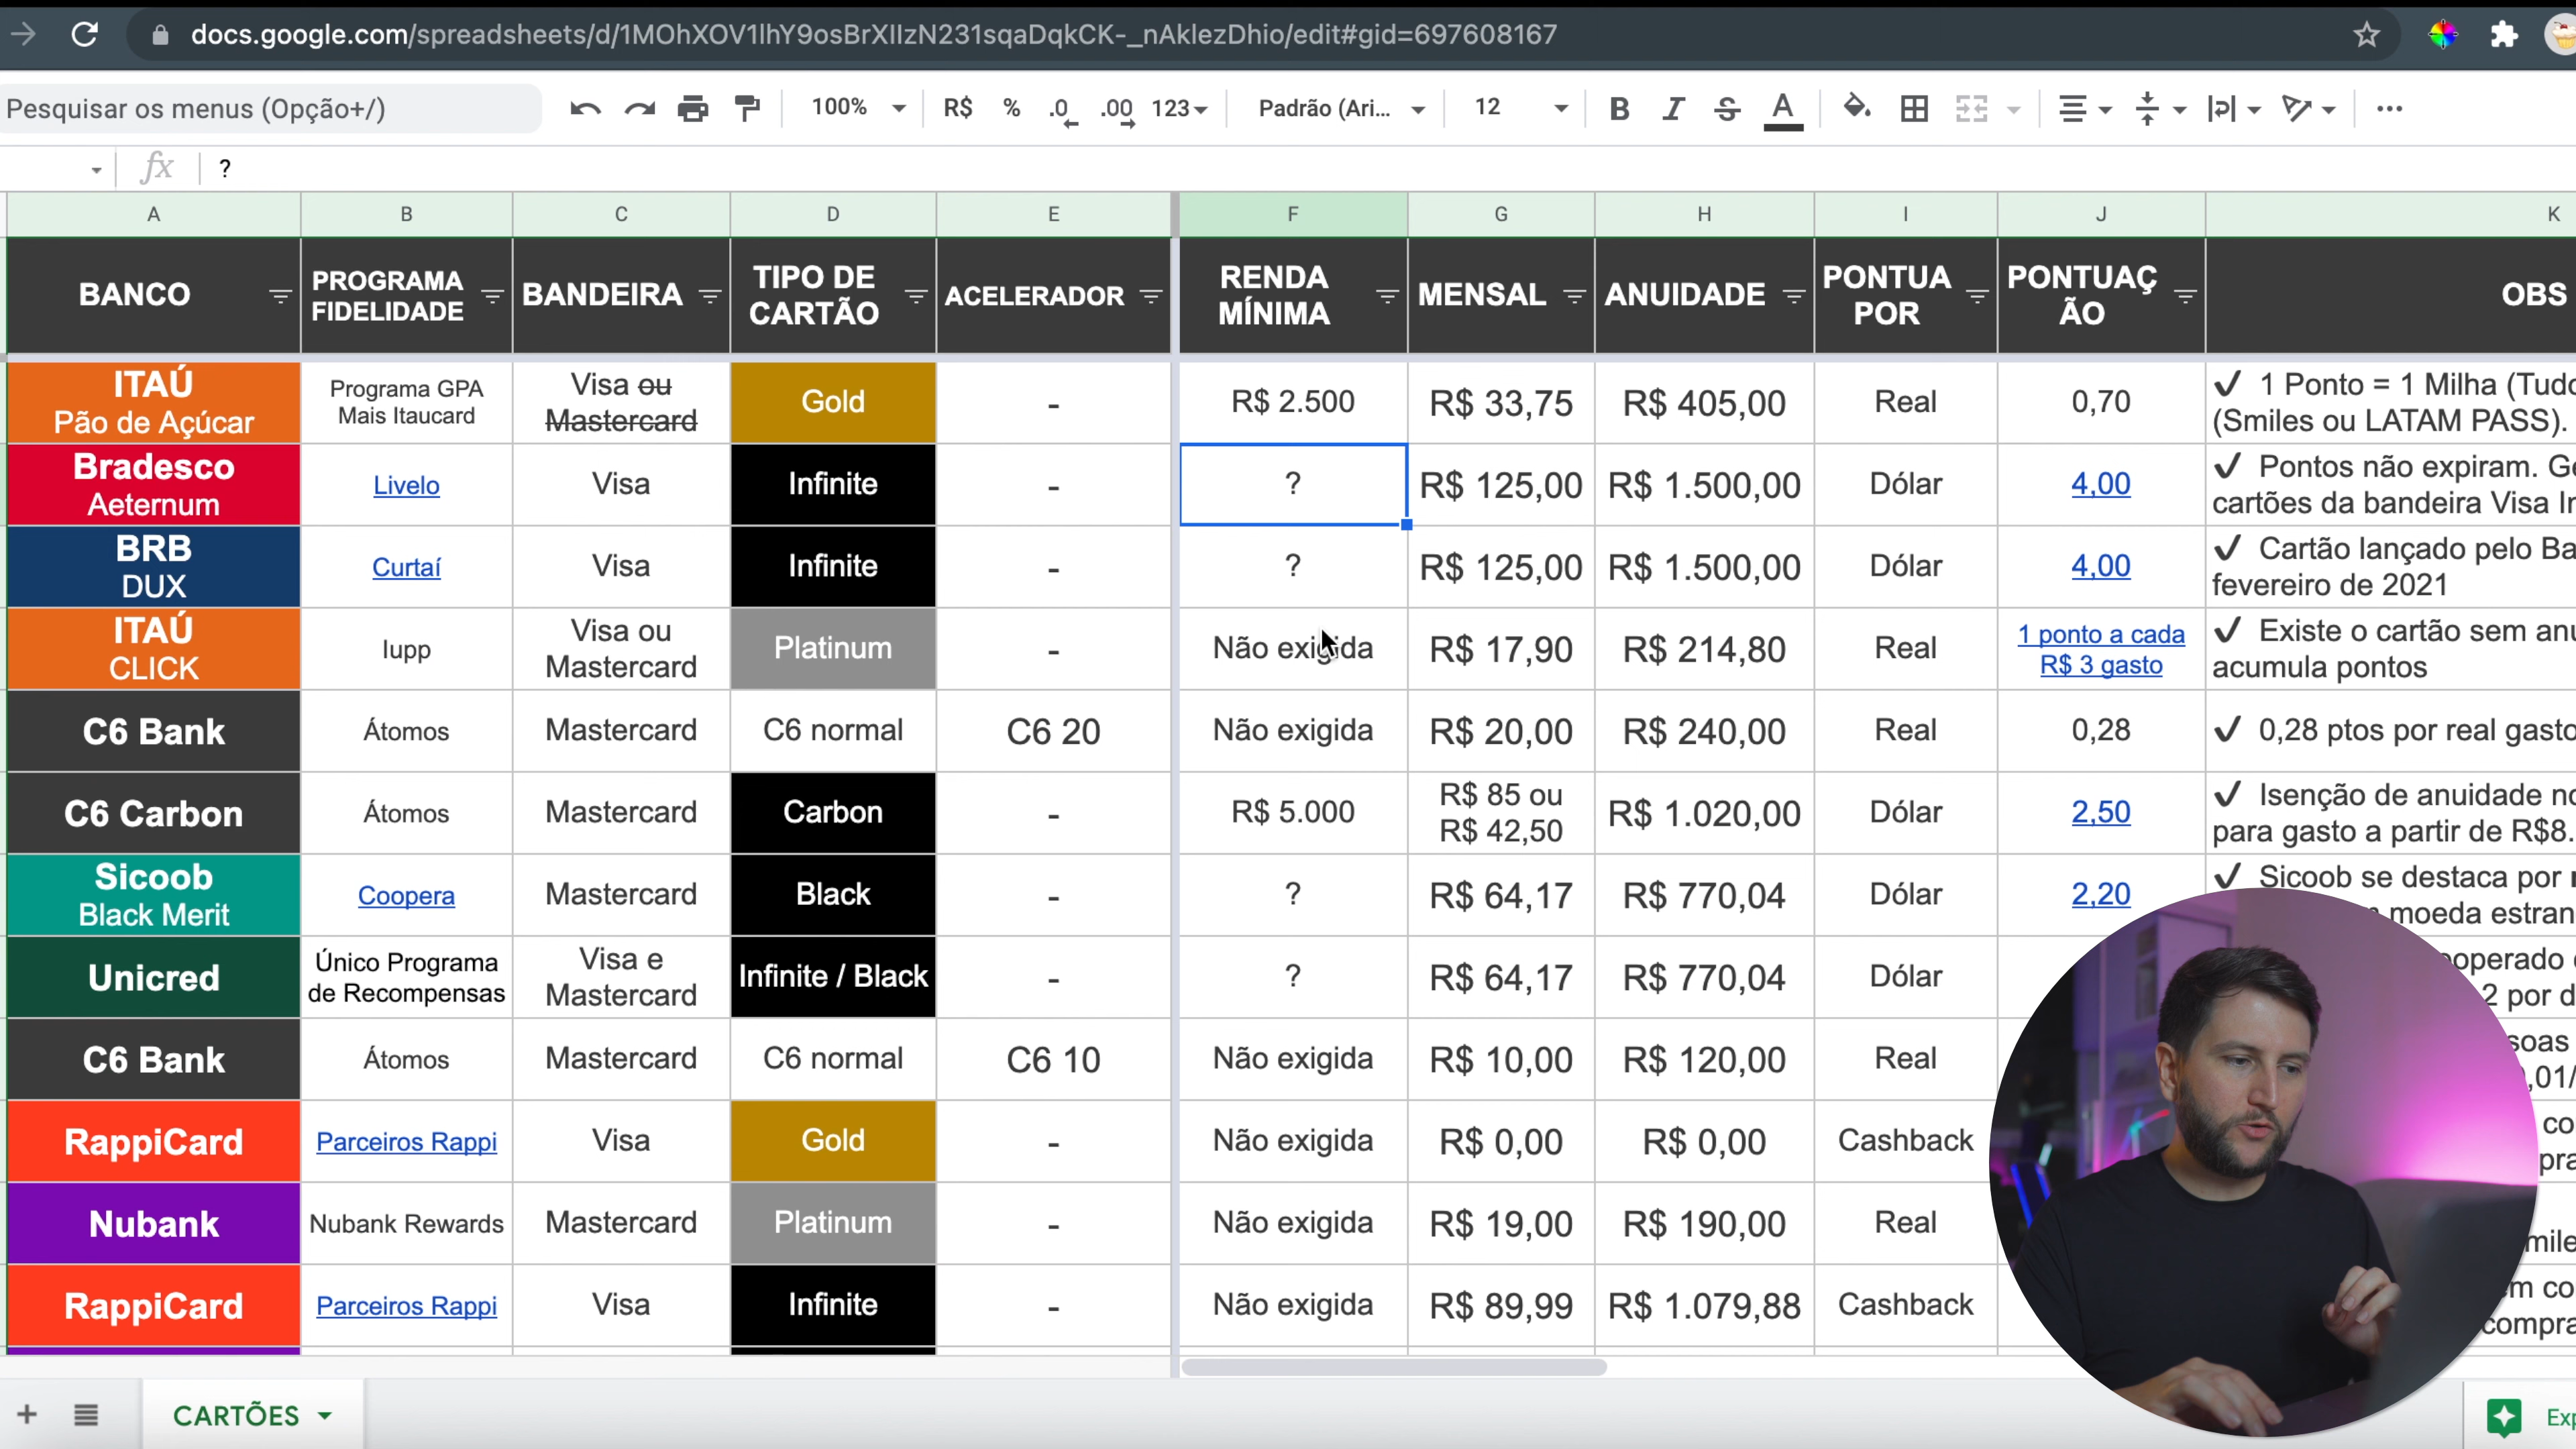 docs.google.com/spreadsheets/d/1MOhXOV1lhY9osBrXIIzN231sqaDqkCK-_nAklezDhio/edit#gid=697608167
Pesquisar os menus (Opção+/)
100%
R$
%
.0
.00
123
Padrão (Ari...
12
B
I
S
A
fx
?
A
B
C
D
E
F
G
H
I
J
K
BANCO
PROGRAMA
FIDELIDADE
BANDEIRA
TIPO DE
CARTÃO
ACELERADOR
RENDA
MÍNIMA
MENSAL
ANUIDADE
PONTUA
POR
PONTUAÇ
ÃO
OBS
ITAÚ
Pão de Açúcar
Programa GPA
Mais Itaucard
Visa ou
Mastercard
Gold
-
R$ 2.500
R$ 33,75
R$ 405,00
Real
0,70
✔ 1 Ponto = 1 Milha (Tudo
(Smiles ou LATAM PASS).
Bradesco
Aeternum
Livelo
Visa
Infinite
-
?
R$ 125,00
R$ 1.500,00
Dólar
4,00
✔ Pontos não expiram.
cartões da bandeira Visa
BRB
DUX
Curtaí
Visa
Infinite
-
?
R$ 125,00
R$ 1.500,00
Dólar
4,00
✔ Cartão lançado pelo
fevereiro de 2021
ITAÚ
CLICK
Iupp
Visa ou
Mastercard
Platinum
-
Não exigida
R$ 17,90
R$ 214,80
Real
1 ponto a cada
R$ 3 gasto
✔ Existe o cartão sem
acumula pontos
C6 Bank
Átomos
Mastercard
C6 normal
C6 20
Não exigida
R$ 20,00
R$ 240,00
Real
0,28
✔ 0,28 ptos por real gasto
C6 Carbon
Átomos
Mastercard
Carbon
-
R$ 5.000
R$ 85 ou
R$ 42,50
R$ 1.020,00
Dólar
2,50
✔ Isenção de anuidade
para gasto a partir de R$8.
Sicoob
Black Merit
Coopera
Mastercard
Black
-
?
R$ 64,17
R$ 770,04
Dólar
2,20
✔ Sicoob se destaca por
moeda estran
Unicred
Único Programa
de Recompensas
Visa e
Mastercard
Infinite / Black
-
?
R$ 64,17
R$ 770,04
Dólar
ooperado
2 por d
C6 Bank
Átomos
Mastercard
C6 normal
C6 10
Não exigida
R$ 10,00
R$ 120,00
Real
soas
,01/
RappiCard
Parceiros Rappi
Visa
Gold
-
Não exigida
R$ 0,00
R$ 0,00
Cashback
co
pra
Nubank
Nubank Rewards
Mastercard
Platinum
-
Não exigida
R$ 19,00
R$ 190,00
Real
mile
RappiCard
Parceiros Rappi
Visa
Infinite
-
Não exigida
R$ 89,99
R$ 1.079,88
Cashback
m co
compra
CARTÕES
Exp